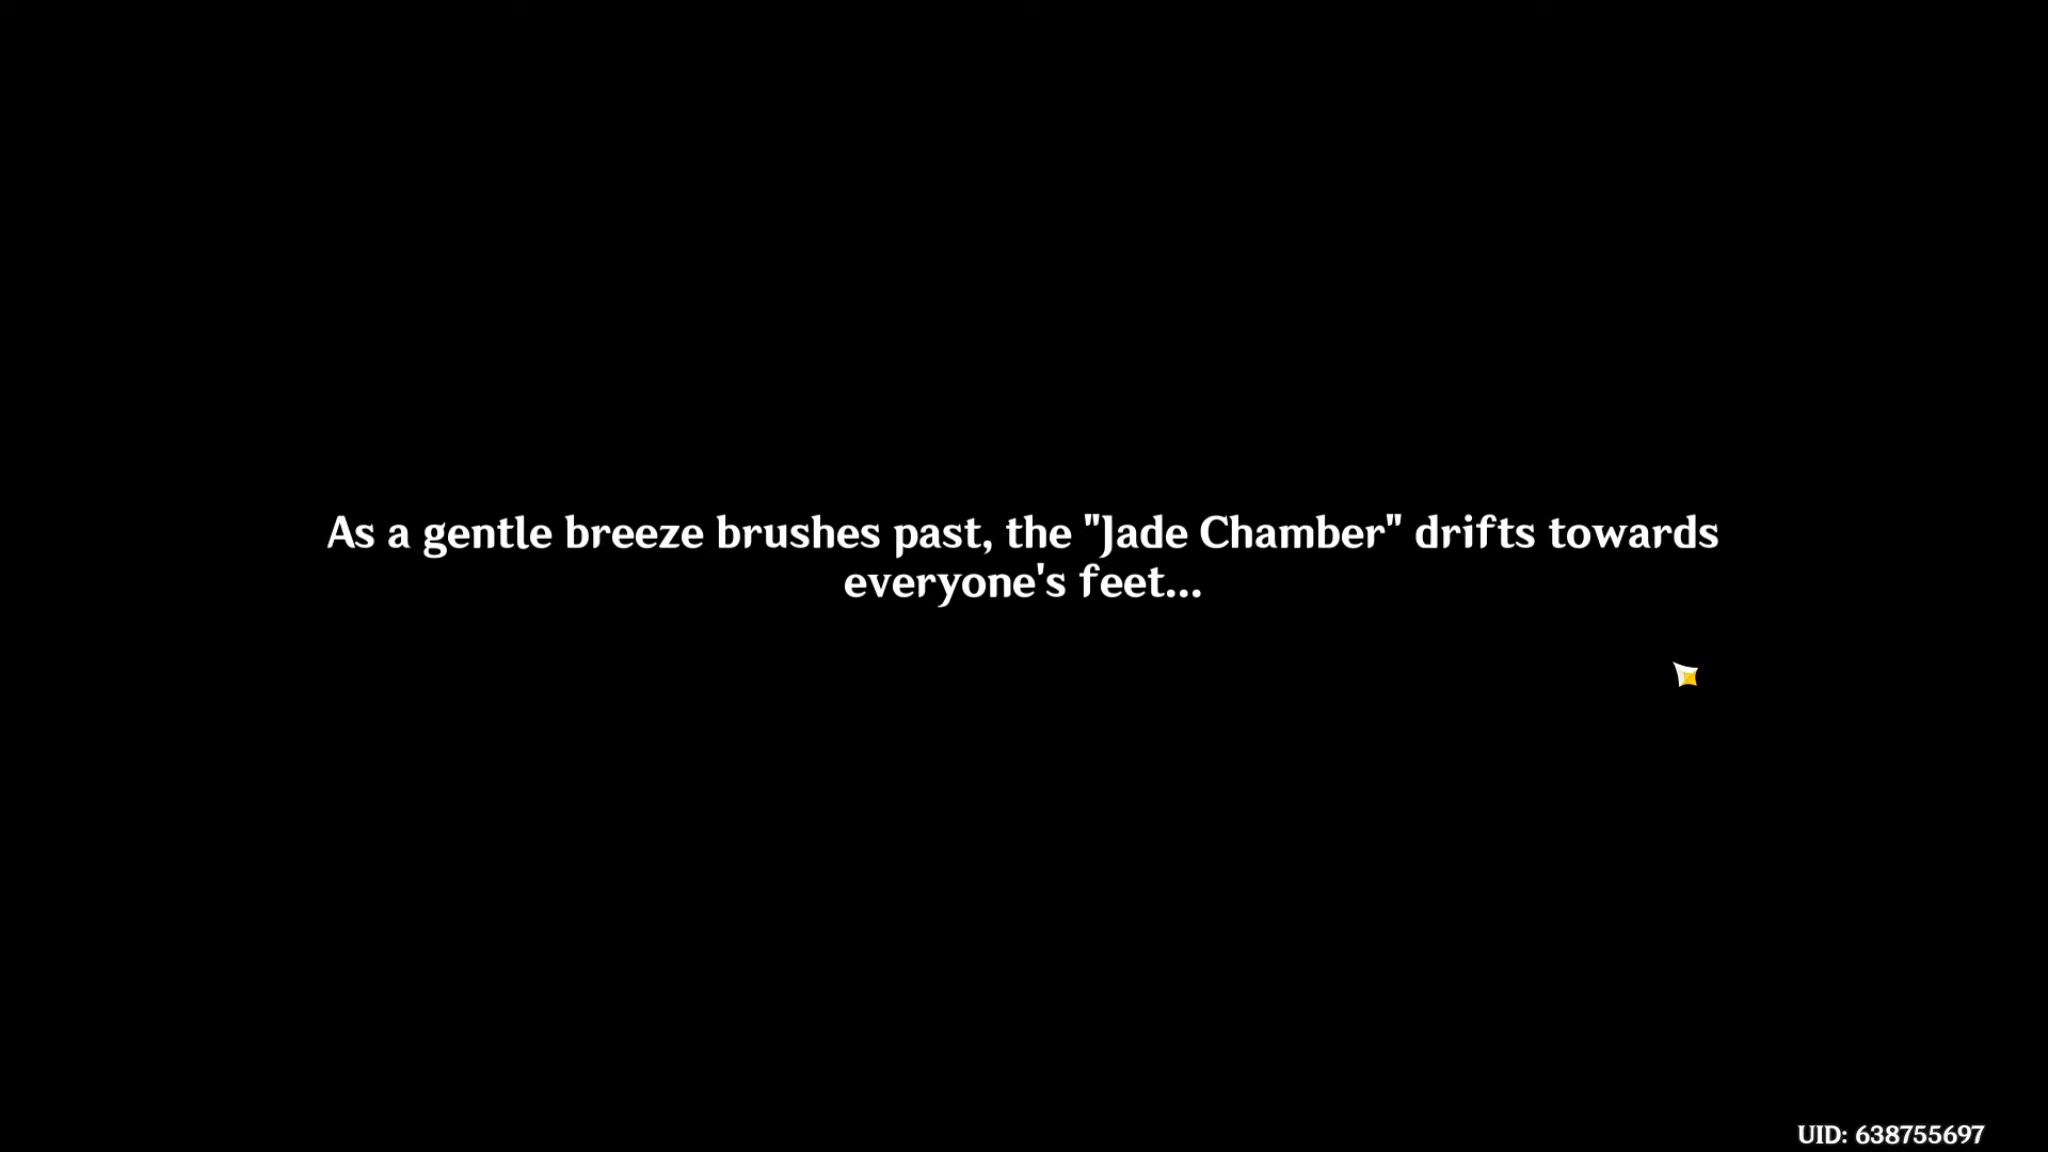 As a gentle breeze brushes past, the "Jade Chamber" drifts towards
everyone's feet...
UID: 638755697